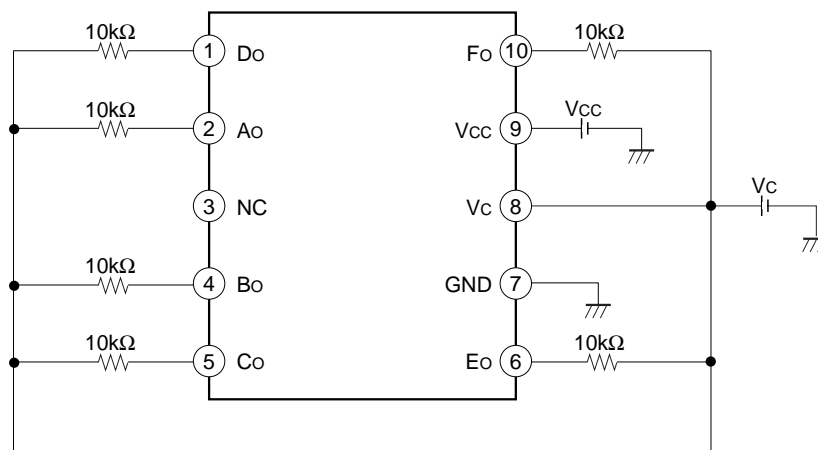 10kΩ 1 DO FO 10 10kΩ
10kΩ 2 AO VCC 9 VCC
3 NC VC 8 VC
10kΩ 4 BO GND 7
10kΩ 5 CO EO 6 10kΩ